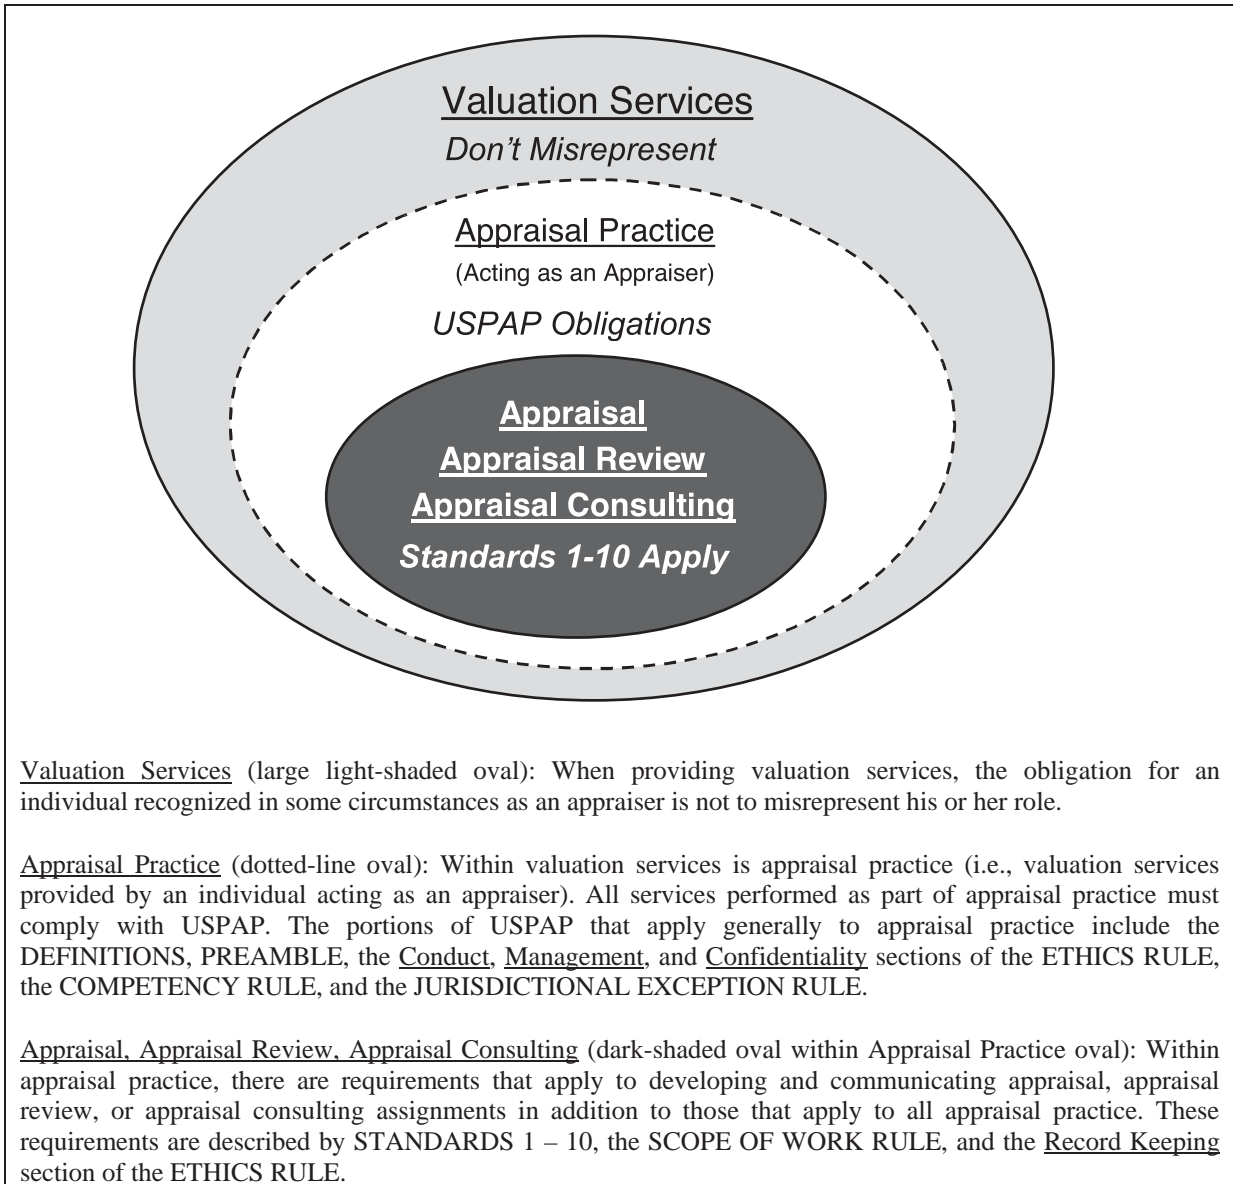 Valuation Services
Don't Misrepresent
Appraisal Practice
(Acting as an Appraiser)
USPAP Obligations
Appraisal
Appraisal Review
Appraisal Consulting
Standards 1-10 Apply
Valuation Services (large light-shaded oval): When providing valuation services, the obligation for an
individual recognized in some circumstances as an appraiser is not to misrepresent his or her role.
Appraisal Practice (dotted-line oval): Within valuation services is appraisal practice (i.e., valuation services
provided by an individual acting as an appraiser). All services performed as part of appraisal practice must
comply with USPAP. The portions of USPAP that apply generally to appraisal practice include the
DEFINITIONS, PREAMBLE, the Conduct, Management, and Confidentiality sections of the ETHICS RULE,
the COMPETENCY RULE, and the JURISDICTIONAL EXCEPTION RULE.
Appraisal, Appraisal Review, Appraisal Consulting (dark-shaded oval within Appraisal Practice oval): Within
appraisal practice, there are requirements that apply to developing and communicating appraisal, appraisal
review, or appraisal consulting assignments in addition to those that apply to all appraisal practice. These
requirements are described by STANDARDS 1 – 10, the SCOPE OF WORK RULE, and the Record Keeping
section of the ETHICS RULE.